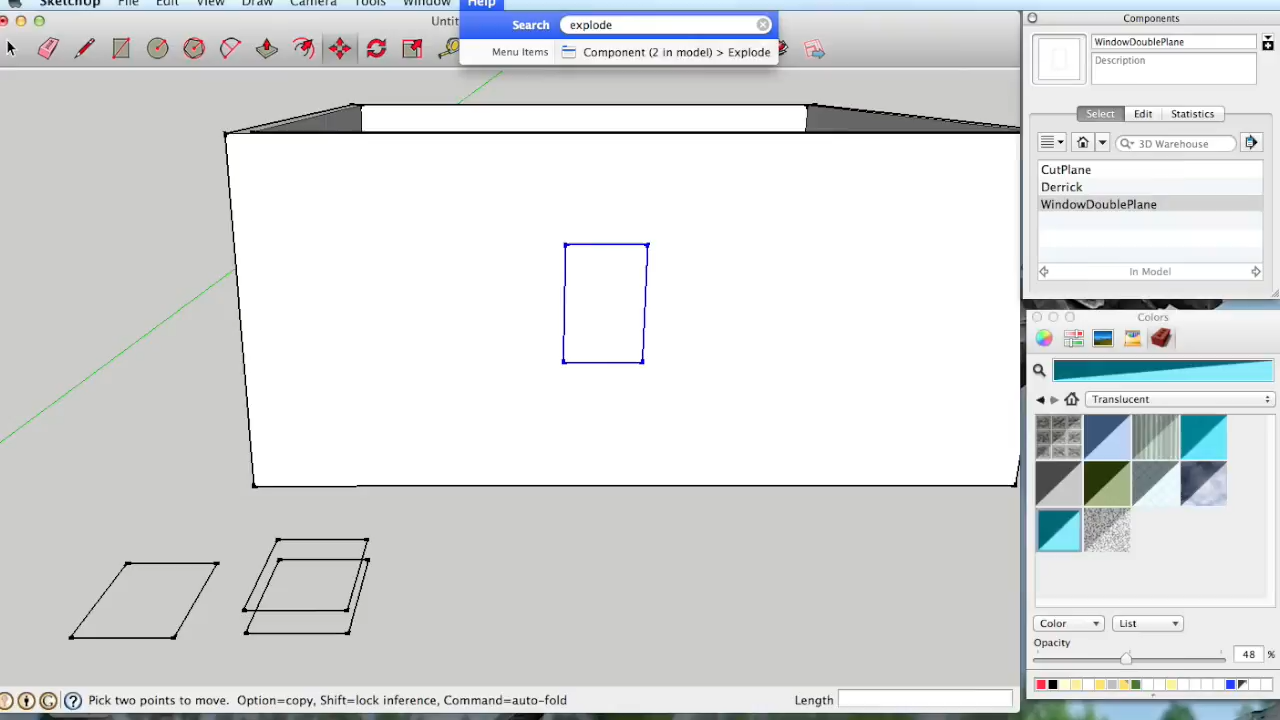 SketchUp File Edit View Draw Camera Tools Window Help
Search explode
Menu Items Component (2 in model) > Explode
Components
WindowDoublePlane
Description
Select Edit Statistics
3D Warehouse
CutPlane
Derrick
WindowDoublePlane
In Model
Colors
Translucent
Color List
Opacity
48 %
Pick two points to move. Option=copy, Shift=lock inference, Command=auto-fold
Length